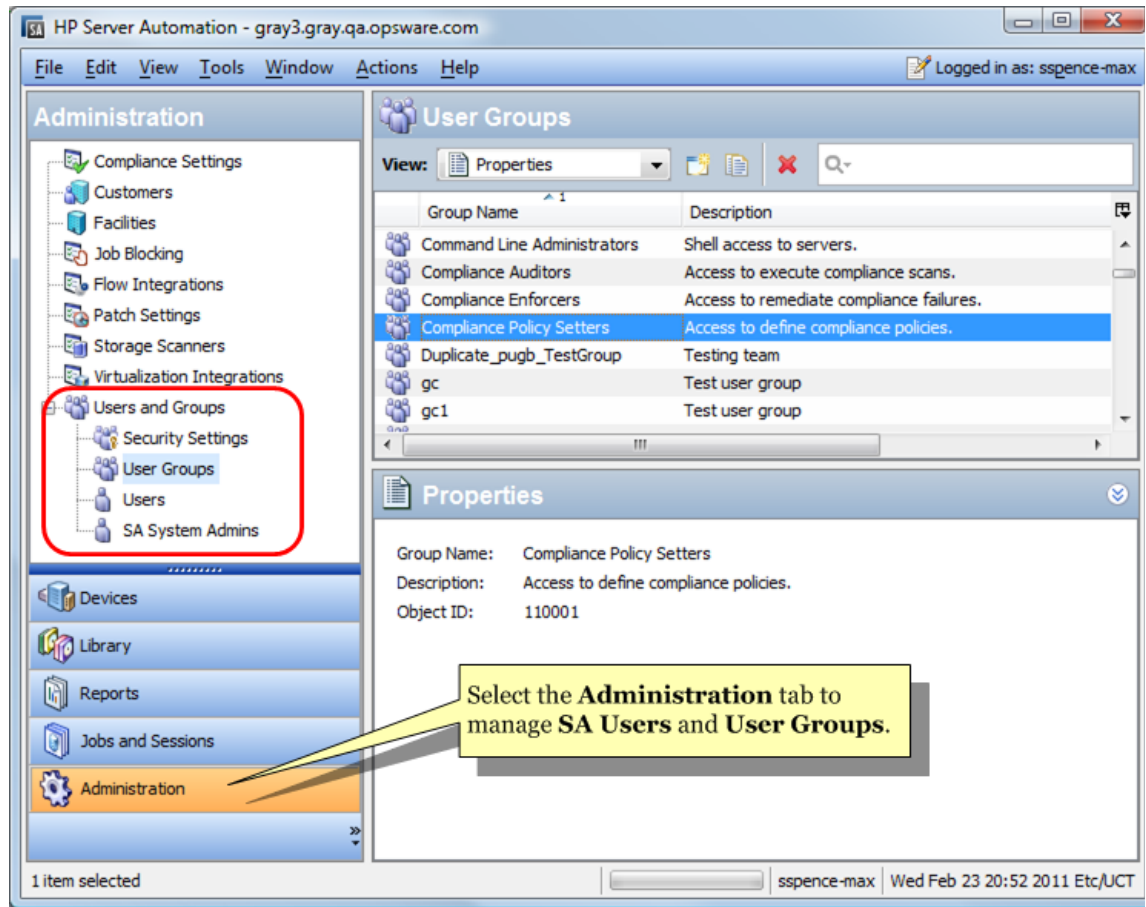 HP Server Automation - gray3.gray.qa.opsware.com
File Edit View Tools Window Actions Help
Logged in as: sspence-max
Administration
Compliance Settings
Customers
Facilities
Job Blocking
Flow Integrations
Patch Settings
Storage Scanners
Virtualization Integrations
Users and Groups
Security Settings
User Groups
Users
SA System Admins
Devices
Library
Reports
Jobs and Sessions
Administration
User Groups
View: Properties
1
Group Name Description
Command Line Administrators Shell access to servers.
Compliance Auditors Access to execute compliance scans.
Compliance Enforcers Access to remediate compliance failures.
Compliance Policy Setters Access to define compliance policies.
Duplicate_pugb_TestGroup Testing team
gc Test user group
gc1 Test user group
Properties
Group Name: Compliance Policy Setters
Description: Access to define compliance policies.
Object ID: 110001
Select the Administration tab to
manage SA Users and User Groups.
1 item selected
sspence-max Wed Feb 23 20:52 2011 Etc/UCT